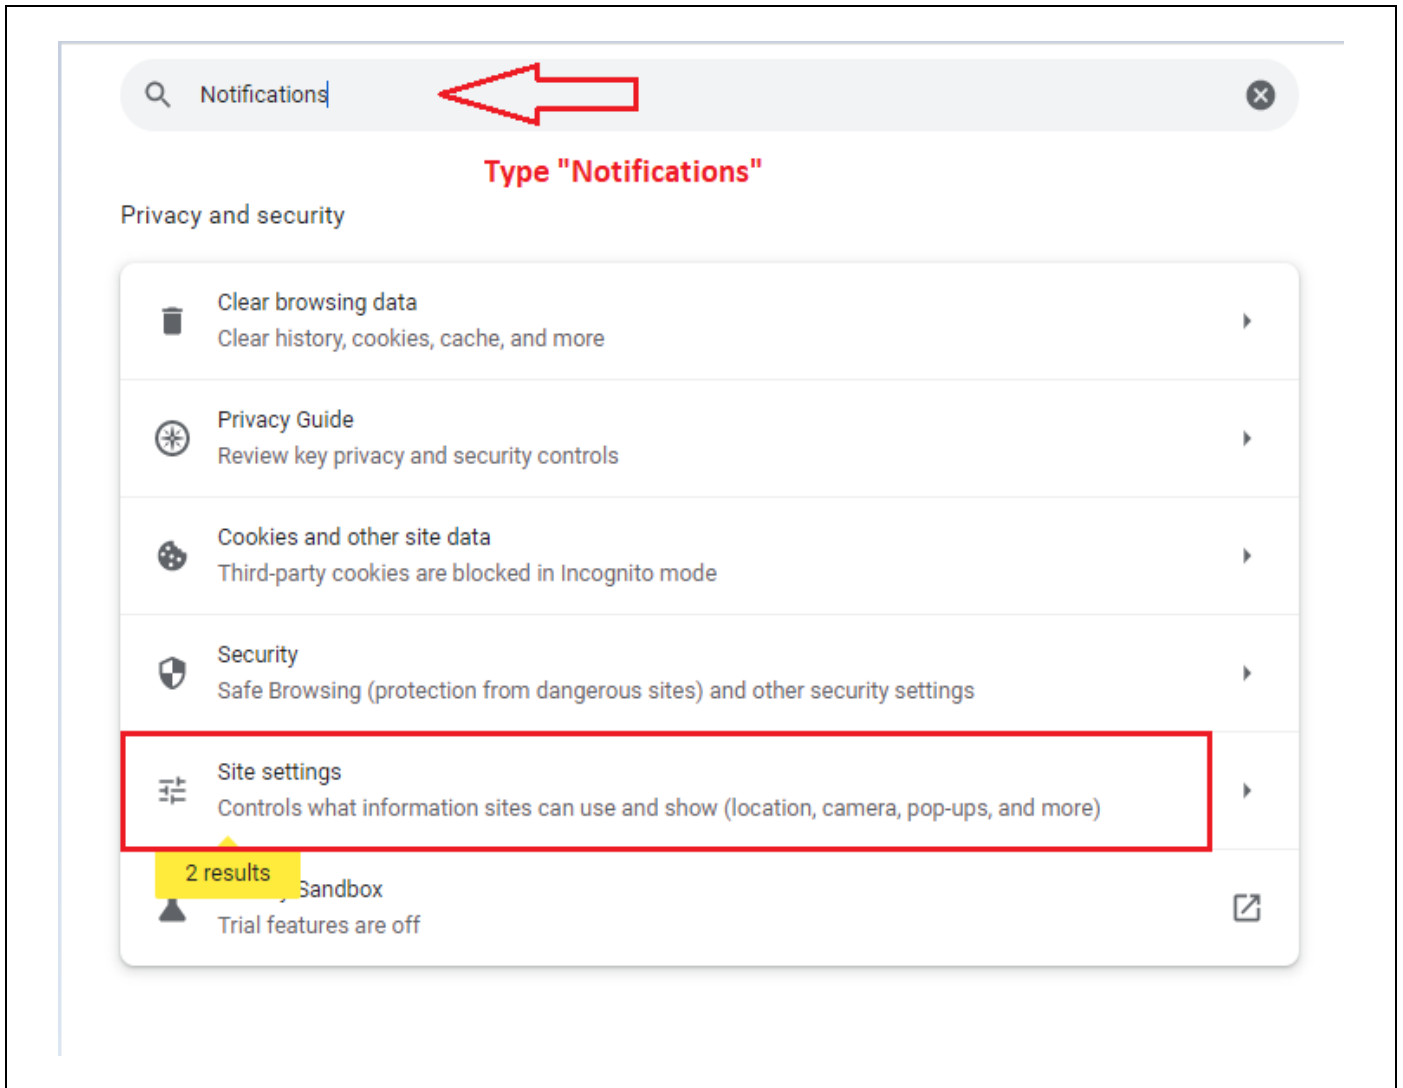 Notifications
Type "Notifications"
Privacy and security
Clear browsing data
Clear history, cookies, cache, and more
Privacy Guide
Review key privacy and security controls
Cookies and other site data
Third-party cookies are blocked in Incognito mode
Security
Safe Browsing (protection from dangerous sites) and other security settings
Site settings
Controls what information sites can use and show (location, camera, pop-ups, and more)
2 results
Sandbox
Trial features are off